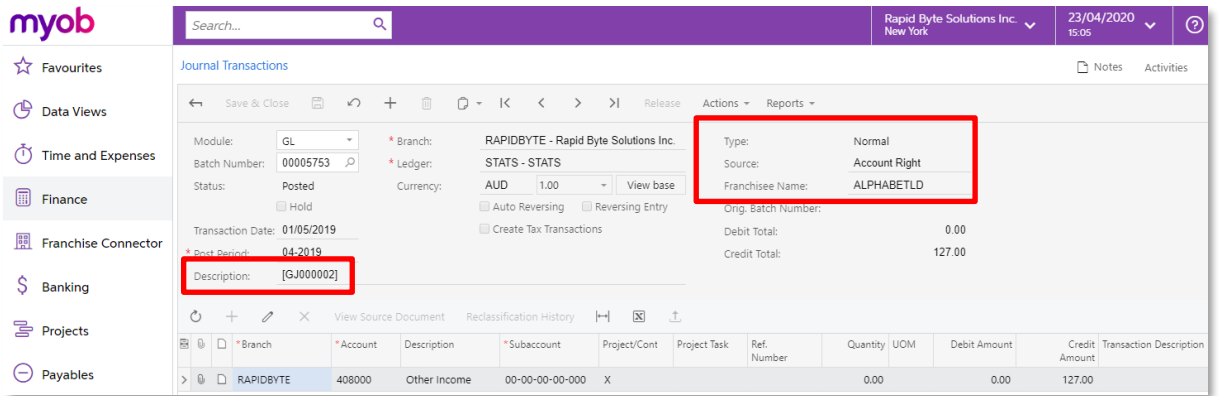 myob
Search...
Rapid Byte Solutions Inc.
New York
23/04/2020
15:05
Favourites
Data Views
Time and Expenses
Finance
Franchise Connector
Banking
Projects
Payables
Journal Transactions
Notes Activities
Save & Close Release Actions Reports
Module: GL * Branch: RAPIDBYTE - Rapid Byte Solutions Inc. Type: Normal
Batch Number: 00005753 * Ledger: STATS - STATS Source: Account Right
Status: Posted Currency: AUD 1.00 View base Franchisee Name: ALPHABETLD
Hold Auto Reversing Reversing Entry Orig. Batch Number:
Transaction Date: 01/05/2019 Create Tax Transactions Debit Total: 0.00
* Post Period: 04-2019 Credit Total: 127.00
Description: [GJ000002]
View Source Document Reclassification History
* Branch * Account Description * Subaccount Project/Cont Project Task Ref. Number Quantity UOM Debit Amount Credit Amount Transaction Description
RAPIDBYTE 408000 Other Income 00-00-00-00-000 X 0.00 0.00 127.00